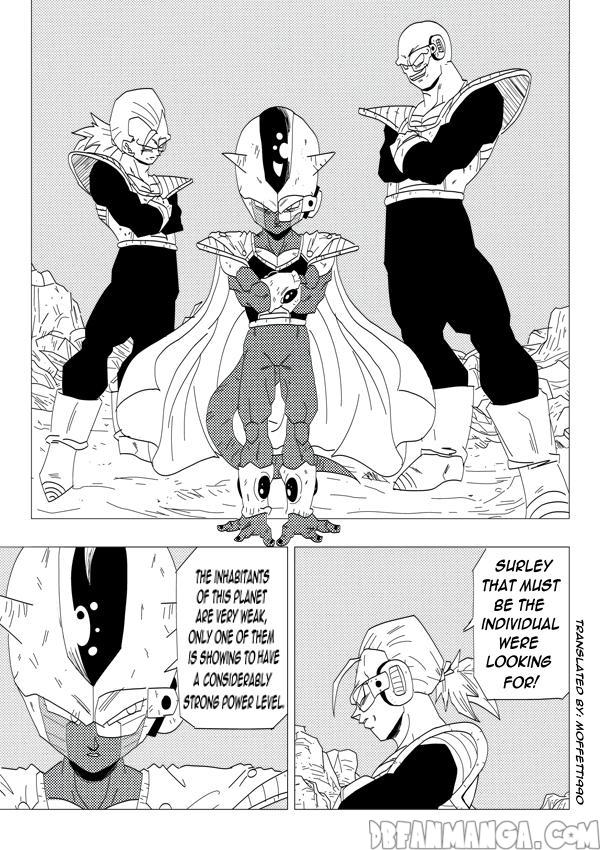 THE INHABITANTS
OF THIS PLANET
ARE VERY WEAK,
ONLY ONE OF THEM
IS SHOWING TO HAVE
A CONSIDERABLY
STRONG POWER LEVEL.
SURLEY
THAT MUST
BE THE
INDIVIDUAL
WERE
LOOKING
FOR!
TRANSLATED BY: MOFFETT1990
DBFANMANGA.COM